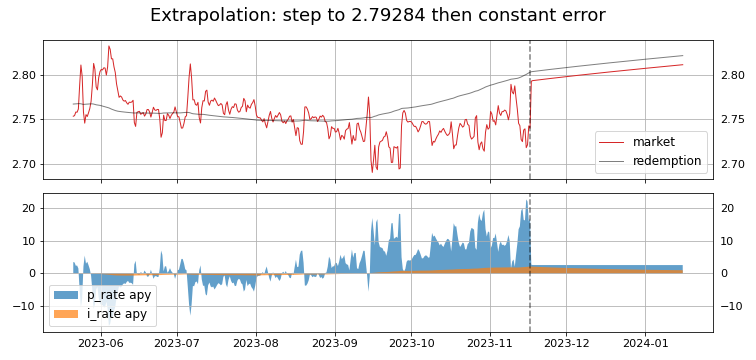 Extrapolation: step to 2.79284 then constant error
2.80 2.80
2.75 2.75
2.70 2.70
market
redemption
20 20
10 10
0 0
−10 −10
p_rate apy
i_rate apy
2023-06 2023-07 2023-08 2023-09 2023-10 2023-11 2023-12 2024-01